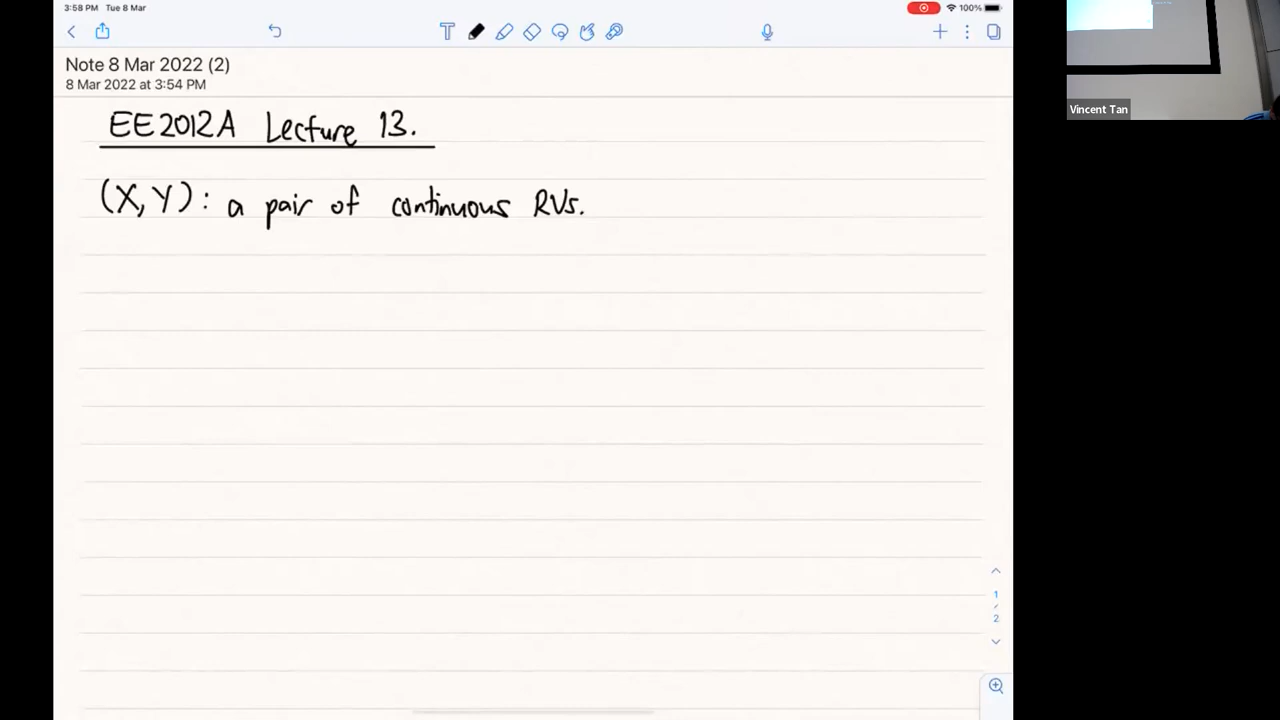 3:58 PM Tue 8 Mar
100%
Note 8 Mar 2022 (2)
8 Mar 2022 at 3:54 PM
EE2012A Lecture 13.
(X, Y) : a pair of continuous RVs.
1
/
2
Vincent Tan